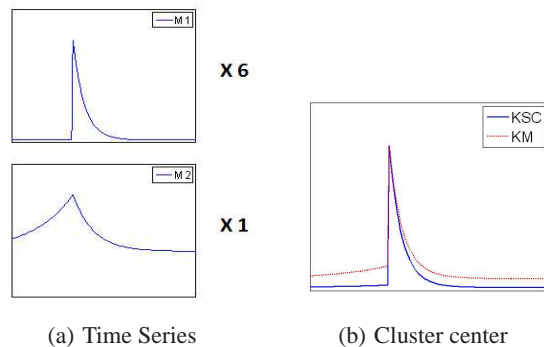 M 1
X 6
M 2
X 1
KSC
KM
(a) Time Series
(b) Cluster center